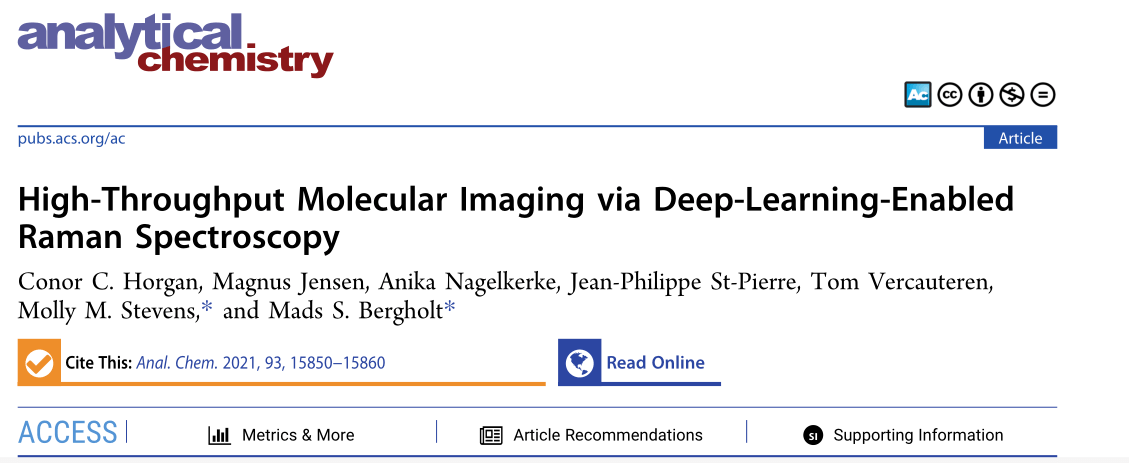 analytical
chemistry
Ac cc $ =
pubs.acs.org/ac
Article
High-Throughput Molecular Imaging via Deep-Learning-Enabled
Raman Spectroscopy
Conor C. Horgan, Magnus Jensen, Anika Nagelkerke, Jean-Philippe St-Pierre, Tom Vercauteren,
Molly M. Stevens,* and Mads S. Bergholt*
Cite This: Anal. Chem. 2021, 93, 15850−15860
Read Online
ACCESS
Metrics & More
Article Recommendations
SI Supporting Information